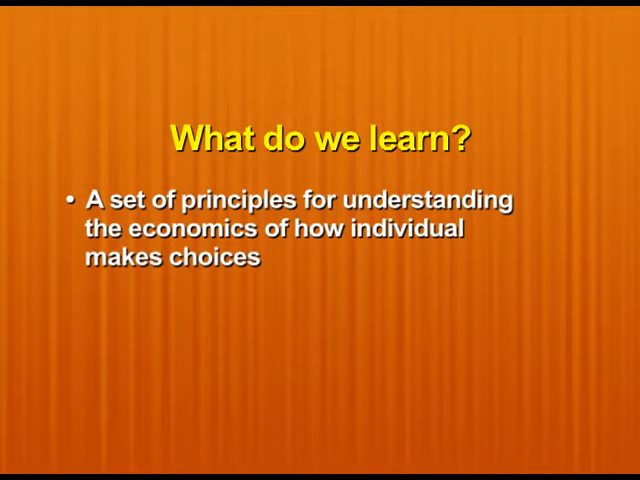 What do we learn?
• A set of principles for understanding
the economics of how individual
makes choices